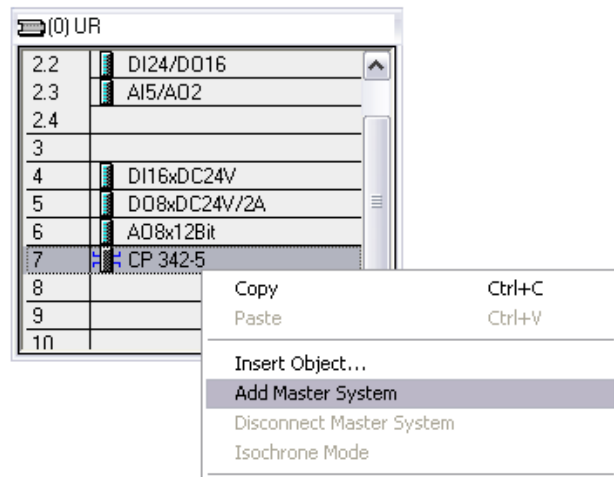 (0) UR
2.2 DI24/DO16
2.3 AI5/AO2
2.4
3
4 DI16xDC24V
5 DO8xDC24V/2A
6 AO8x12Bit
7 CP 342-5
8
9
10
Copy Ctrl+C
Paste Ctrl+V
Insert Object...
Add Master System
Disconnect Master System
Isochrone Mode